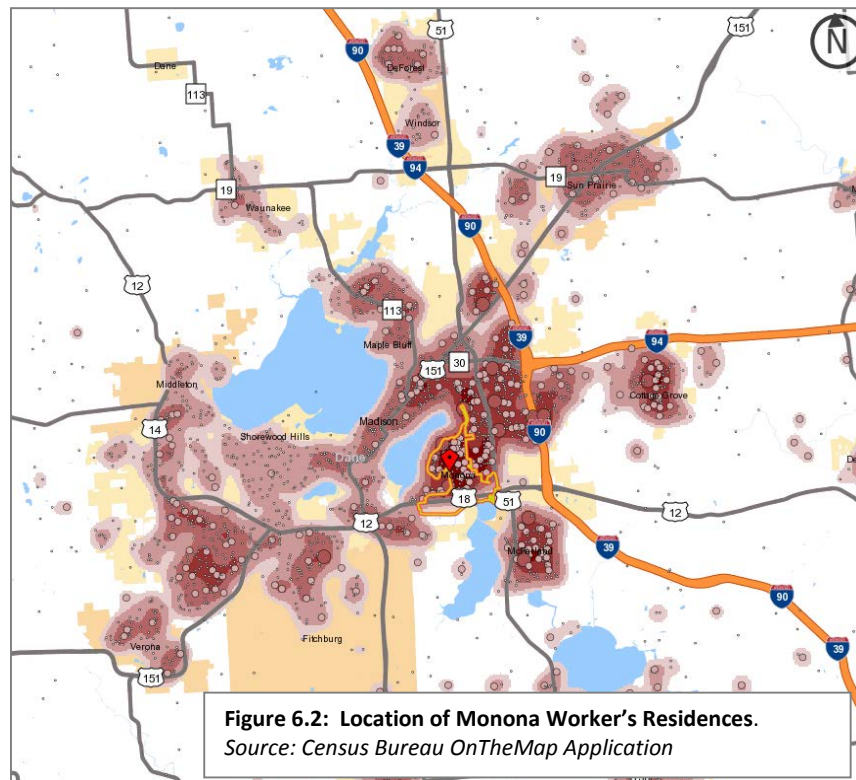 51
151
90
N
Dane
DeForest
113
Windsor
39
94
19
19
Sun Prairie
Waunakee
90
12
113
39
94
Maple Bluff
30
151
Middleton
Cottage Grove
14
Madison
Shorewood Hills
90
Dane
Monona
18
51
12
12
McFarland
39
90
Fitchburg
Verona
39
151
Figure 6.2: Location of Monona Worker's Residences.
Source: Census Bureau OnTheMap Application